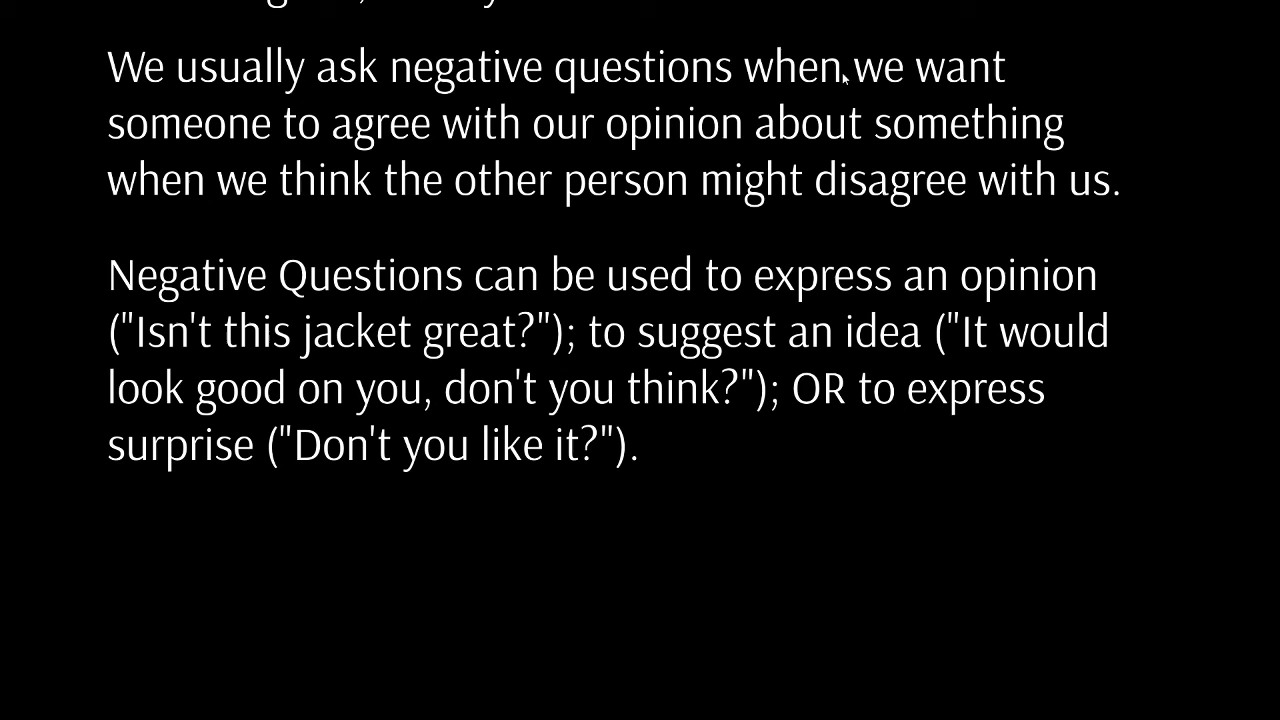 We usually ask negative questions when we want
someone to agree with our opinion about something
when we think the other person might disagree with us.
Negative Questions can be used to express an opinion
("Isn't this jacket great?"); to suggest an idea ("It would
look good on you, don't you think?"); OR to express
surprise ("Don't you like it?").